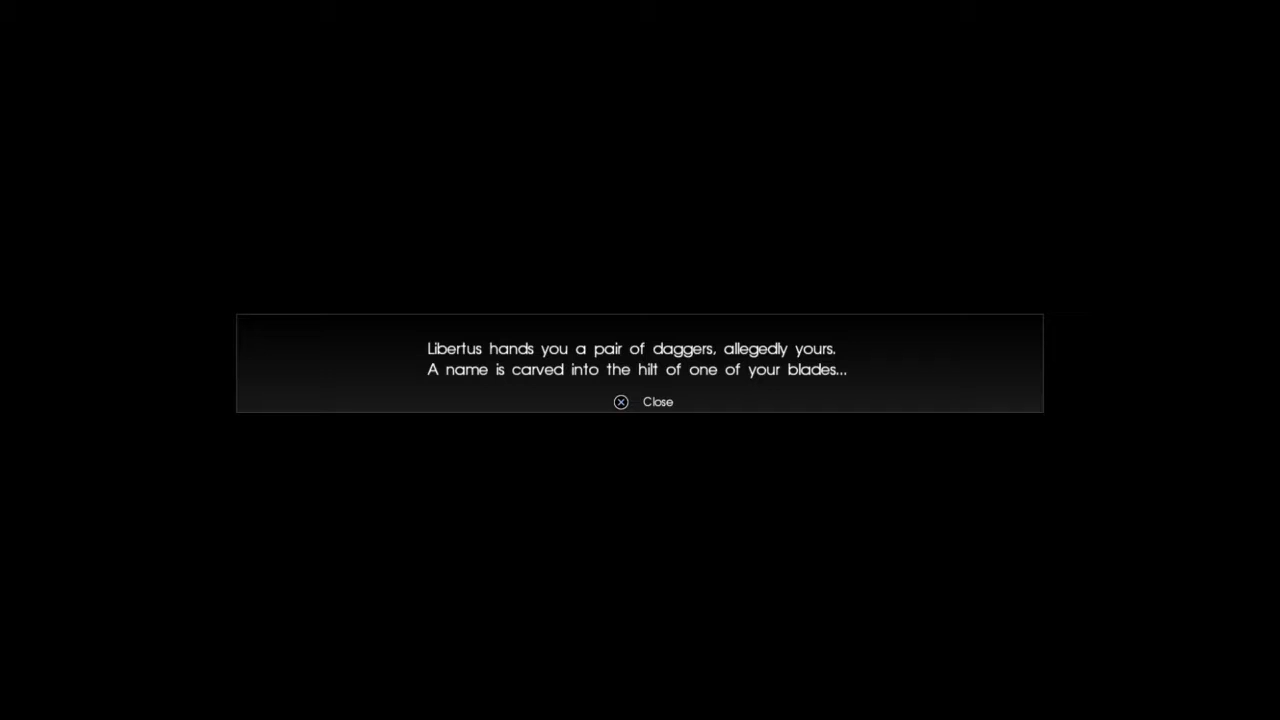 Libertus hands you a pair of daggers, allegedly yours.
A name is carved into the hilt of one of your blades...
Close